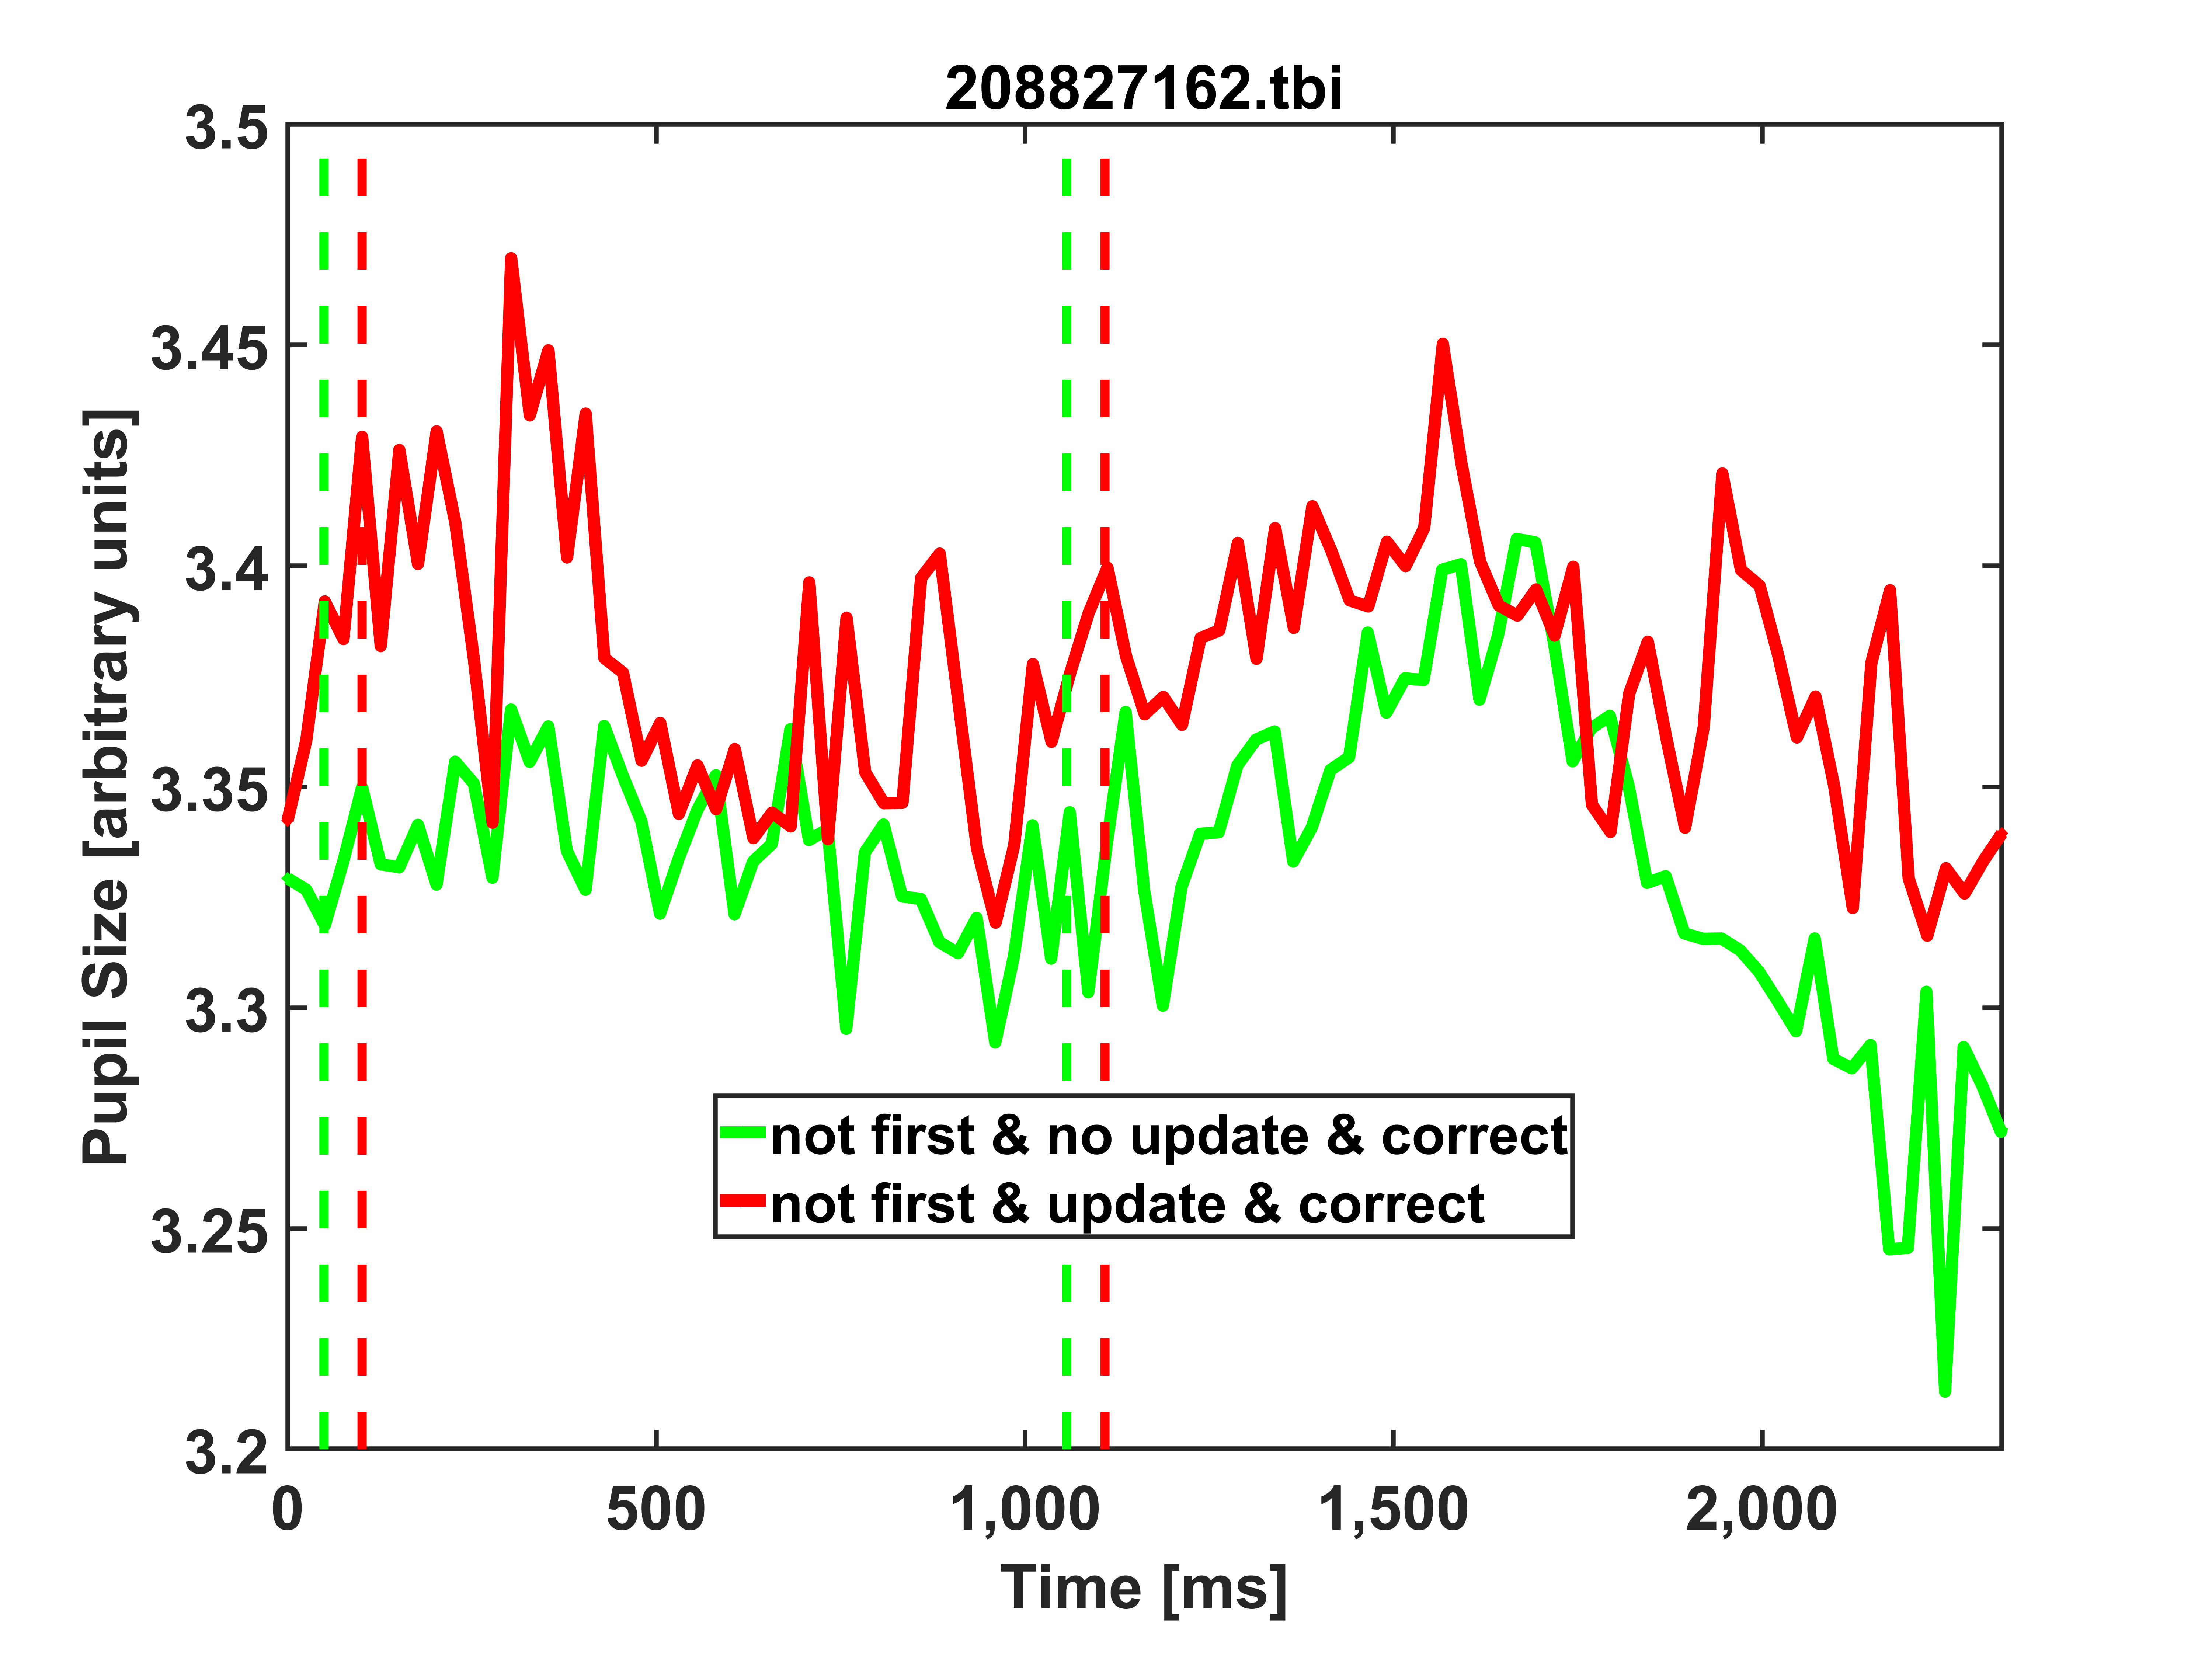 208827162.tbi
3.5
3.45
3.4
3.35
3.3
3.25
3.2
Pupil Size [arbitrary units]
not first & no update & correct
not first & update & correct
0 500 1,000 1,500 2,000
Time [ms]